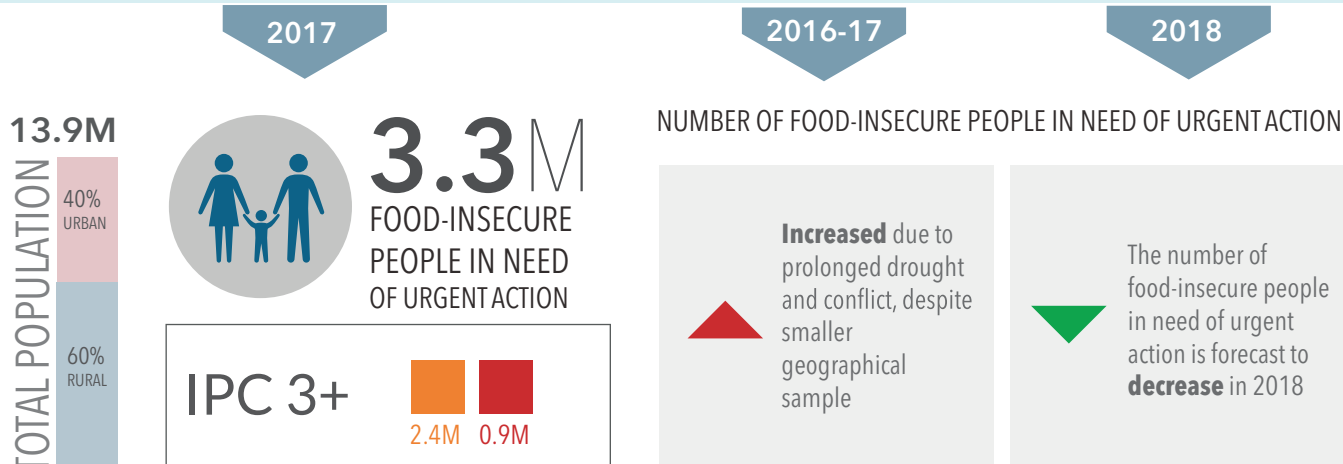 2017
2016-17
2018
13.9M
TOTAL POPULATION
40%
URBAN
60%
RURAL
3.3M
FOOD-INSECURE
PEOPLE IN NEED
OF URGENT ACTION
IPC 3+
2.4M 0.9M
NUMBER OF FOOD-INSECURE PEOPLE IN NEED OF URGENT ACTION
Increased due to
prolonged drought
and conflict, despite
smaller
geographical
sample
The number of
food-insecure people
in need of urgent
action is forecast to
decrease in 2018